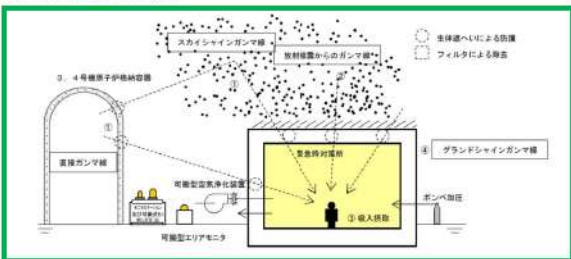 スカイシャインガンマ線
放射性雲からのガンマ線
生体遮へいによる防護
フィルタによる除去
３．４号機原子炉格納容器
①
②
①
直接ガンマ線
緊急時対策所
④
グランドシャインガンマ線
可搬型空気浄化装置
ボンベ加圧
③吸入摂取
可搬型エリアモニタ